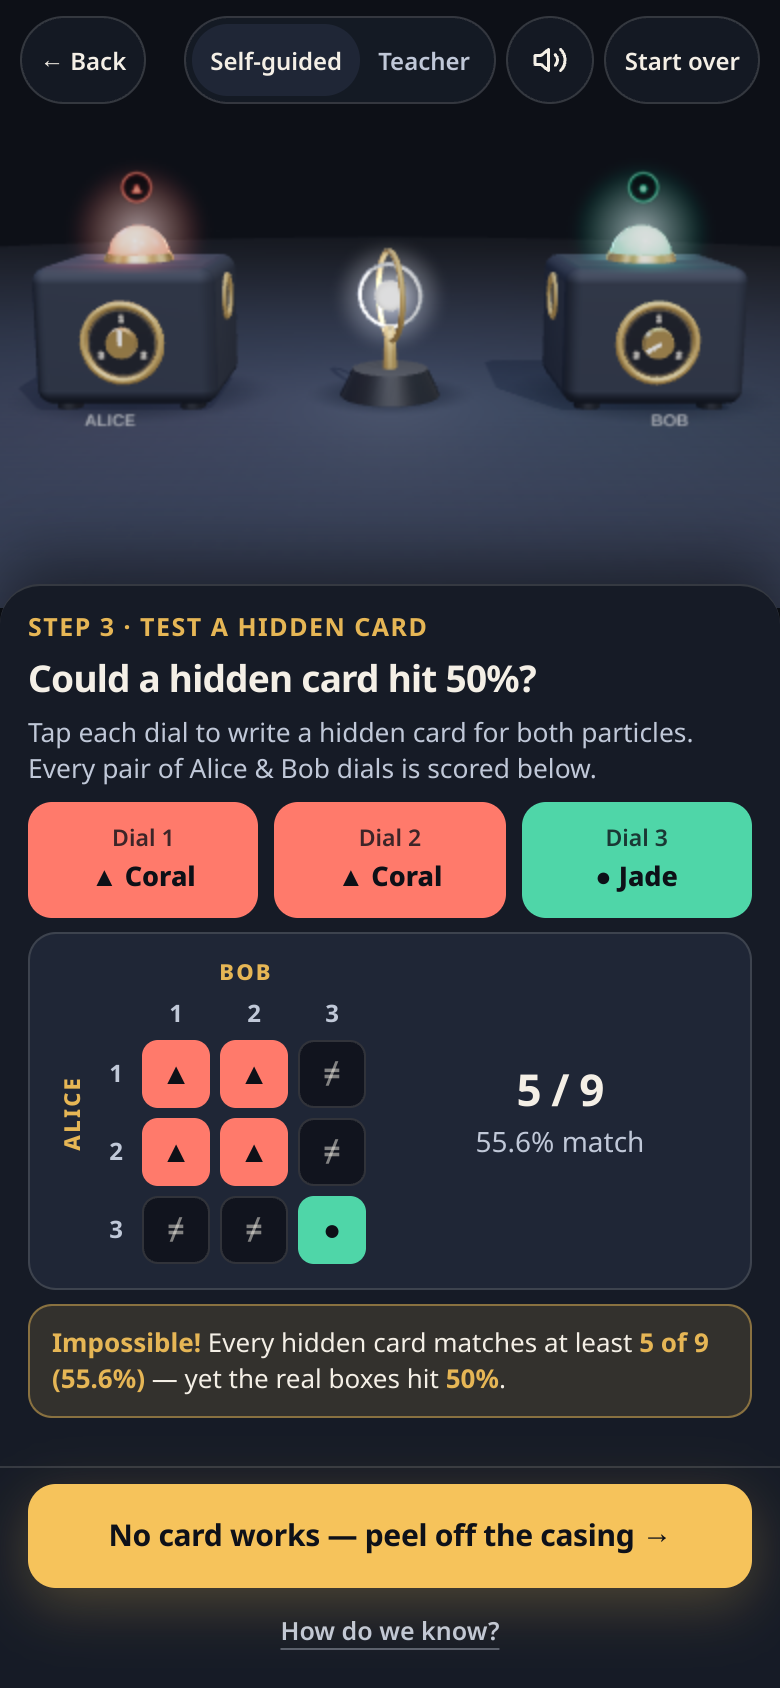 ← Back
Self-guided
Teacher
Start over
ALICE
BOB
STEP 3 · TEST A HIDDEN CARD
Could a hidden card hit 50%?
Tap each dial to write a hidden card for both particles.
Every pair of Alice & Bob dials is scored below.
Dial 1
▲ Coral
Dial 2
▲ Coral
Dial 3
● Jade
BOB
1 2 3
ALICE
1 ▲ ▲ ≠
2 ▲ ▲ ≠
3 ≠ ≠ ●
5 / 9
55.6% match
Impossible! Every hidden card matches at least 5 of 9
(55.6%) — yet the real boxes hit 50%.
No card works — peel off the casing →
How do we know?